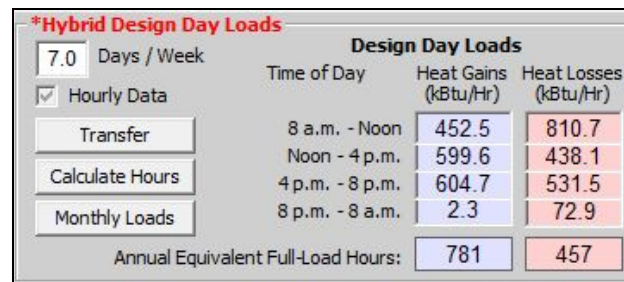 *Hybrid Design Day Loads
7.0 Days / Week
Design Day Loads
Time of Day Heat Gains Heat Losses
(kBtu/Hr) (kBtu/Hr)
Hourly Data
Transfer
8 a.m. - Noon 452.5 810.7
Noon - 4 p.m. 599.6 438.1
Calculate Hours
4 p.m. - 8 p.m. 604.7 531.5
Monthly Loads
8 p.m. - 8 a.m. 2.3 72.9
Annual Equivalent Full-Load Hours: 781 457